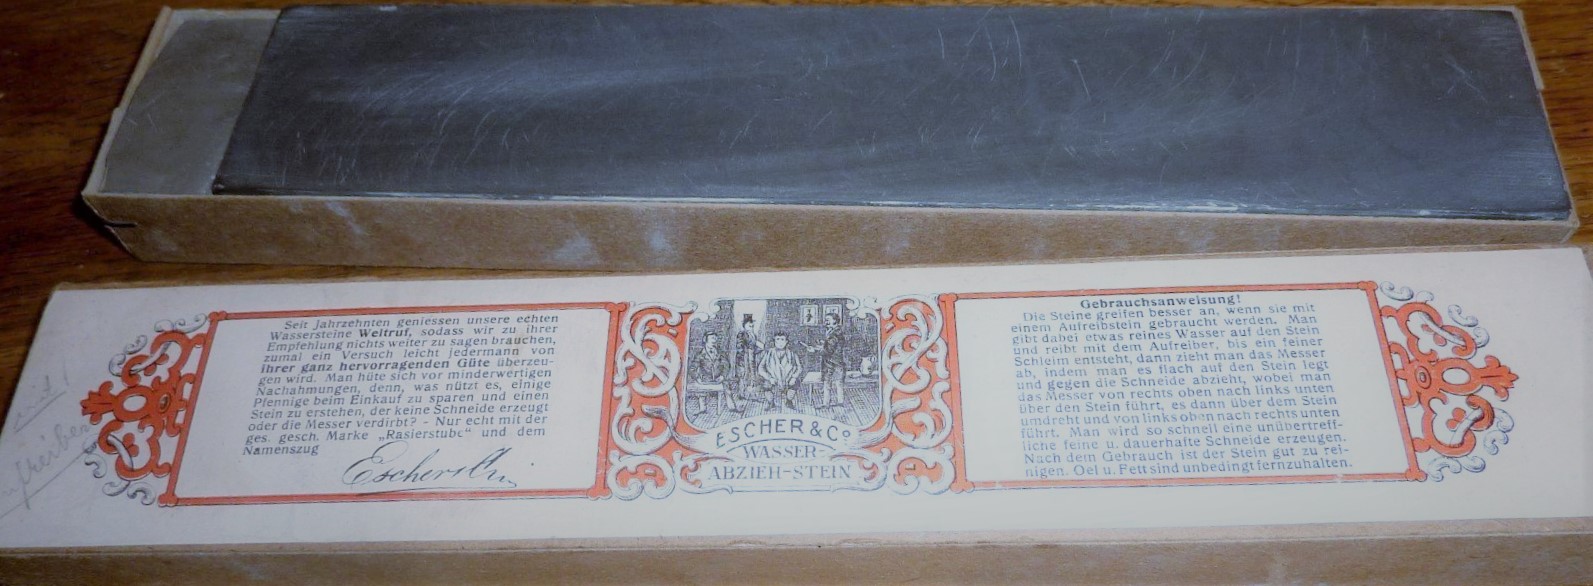 Seit Jahrzehnten geniessen unsere echten
Wassersteine Weltruf, sodass wir zu ihrer
Empfehlung nichts weiter zu sagen brauchen,
zumal ein Versuch leicht jedermann von
ihrer ganz hervorragenden Güte überzeu-
gen wird. Man hüte sich vor minderwertigen
Nachahmungen, denn, was nützt es, einige
Pfennige beim Einkauf zu sparen und einen
Stein zu erstehen, der keine Schneide erzeugt
oder die Messer verdirbt? - Nur echt mit der
ges. gesch. Marke „Rasierstube" und dem
Namenszug
ESCHER & Co
WASSER-
ABZIEH-STEIN
Gebrauchsanweisung!
Die Steine greifen besser an, wenn sie mit
einem Aufreibstein gebraucht werden. Man
gibt dabei etwas reines Wasser auf den Stein
und reibt mit dem Aufreiber, bis ein feiner
Schleim entsteht, dann zieht man das Messer
ab, indem man es flach auf den Stein legt
und gegen die Schneide abzieht, wobei man
das Messer von rechts oben nach links unten
über den Stein führt, es dann über dem Stein
umdreht und von links oben nach rechts unten
führt. Man wird so schnell eine unübertreff-
liche feine u. dauerhafte Schneide erzeugen.
Nach dem Gebrauch ist der Stein gut zu rei-
nigen. Oel u. Fett sind unbedingt fernzuhalten.